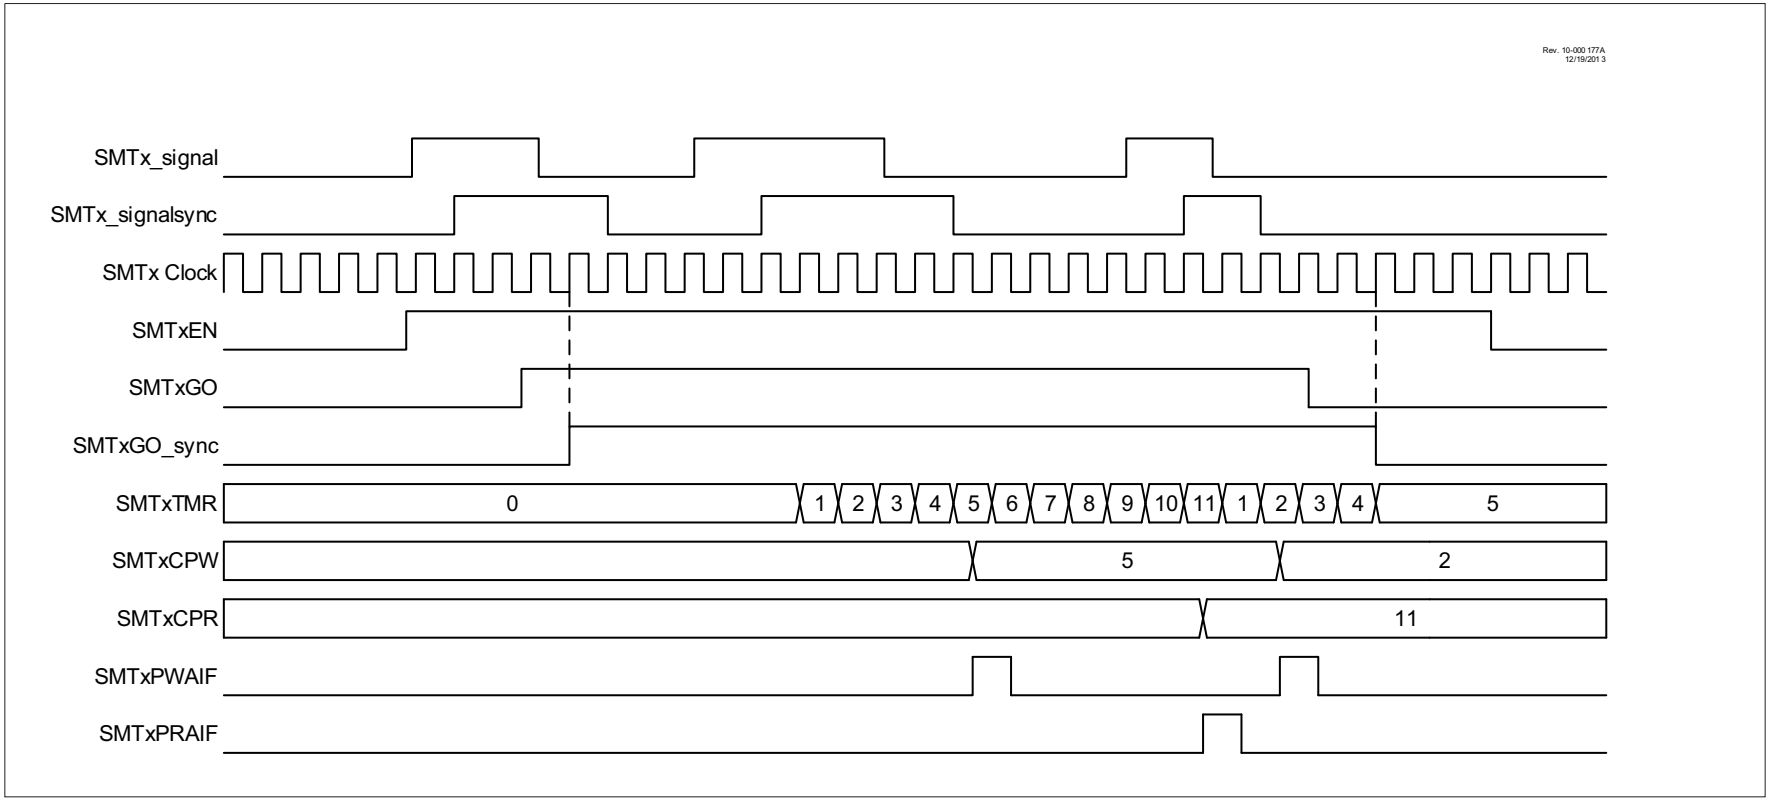 Rev. 10-000 177A
12/19/201 3
SMTx_signal
SMTx_signalsync
SMTx Clock
SMTxEN
SMTxGO
SMTxGO_sync
SMTxTMR 0 1 2 3 4 5 6 7 8 9 10 11 1 2 3 4 5
SMTxCPW 5 2
SMTxCPR 11
SMTxPWAIF
SMTxPRAIF